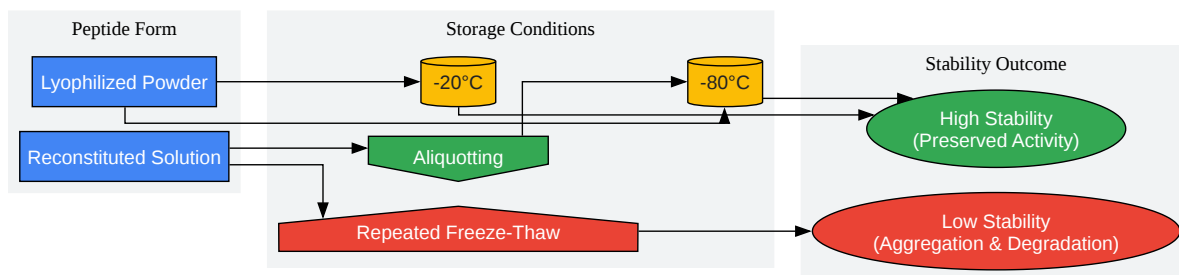 Peptide Form
Lyophilized Powder
Reconstituted Solution
Storage Conditions
-20°C
-80°C
Aliquotting
Repeated Freeze-Thaw
Stability Outcome
High Stability
(Preserved Activity)
Low Stability
(Aggregation & Degradation)